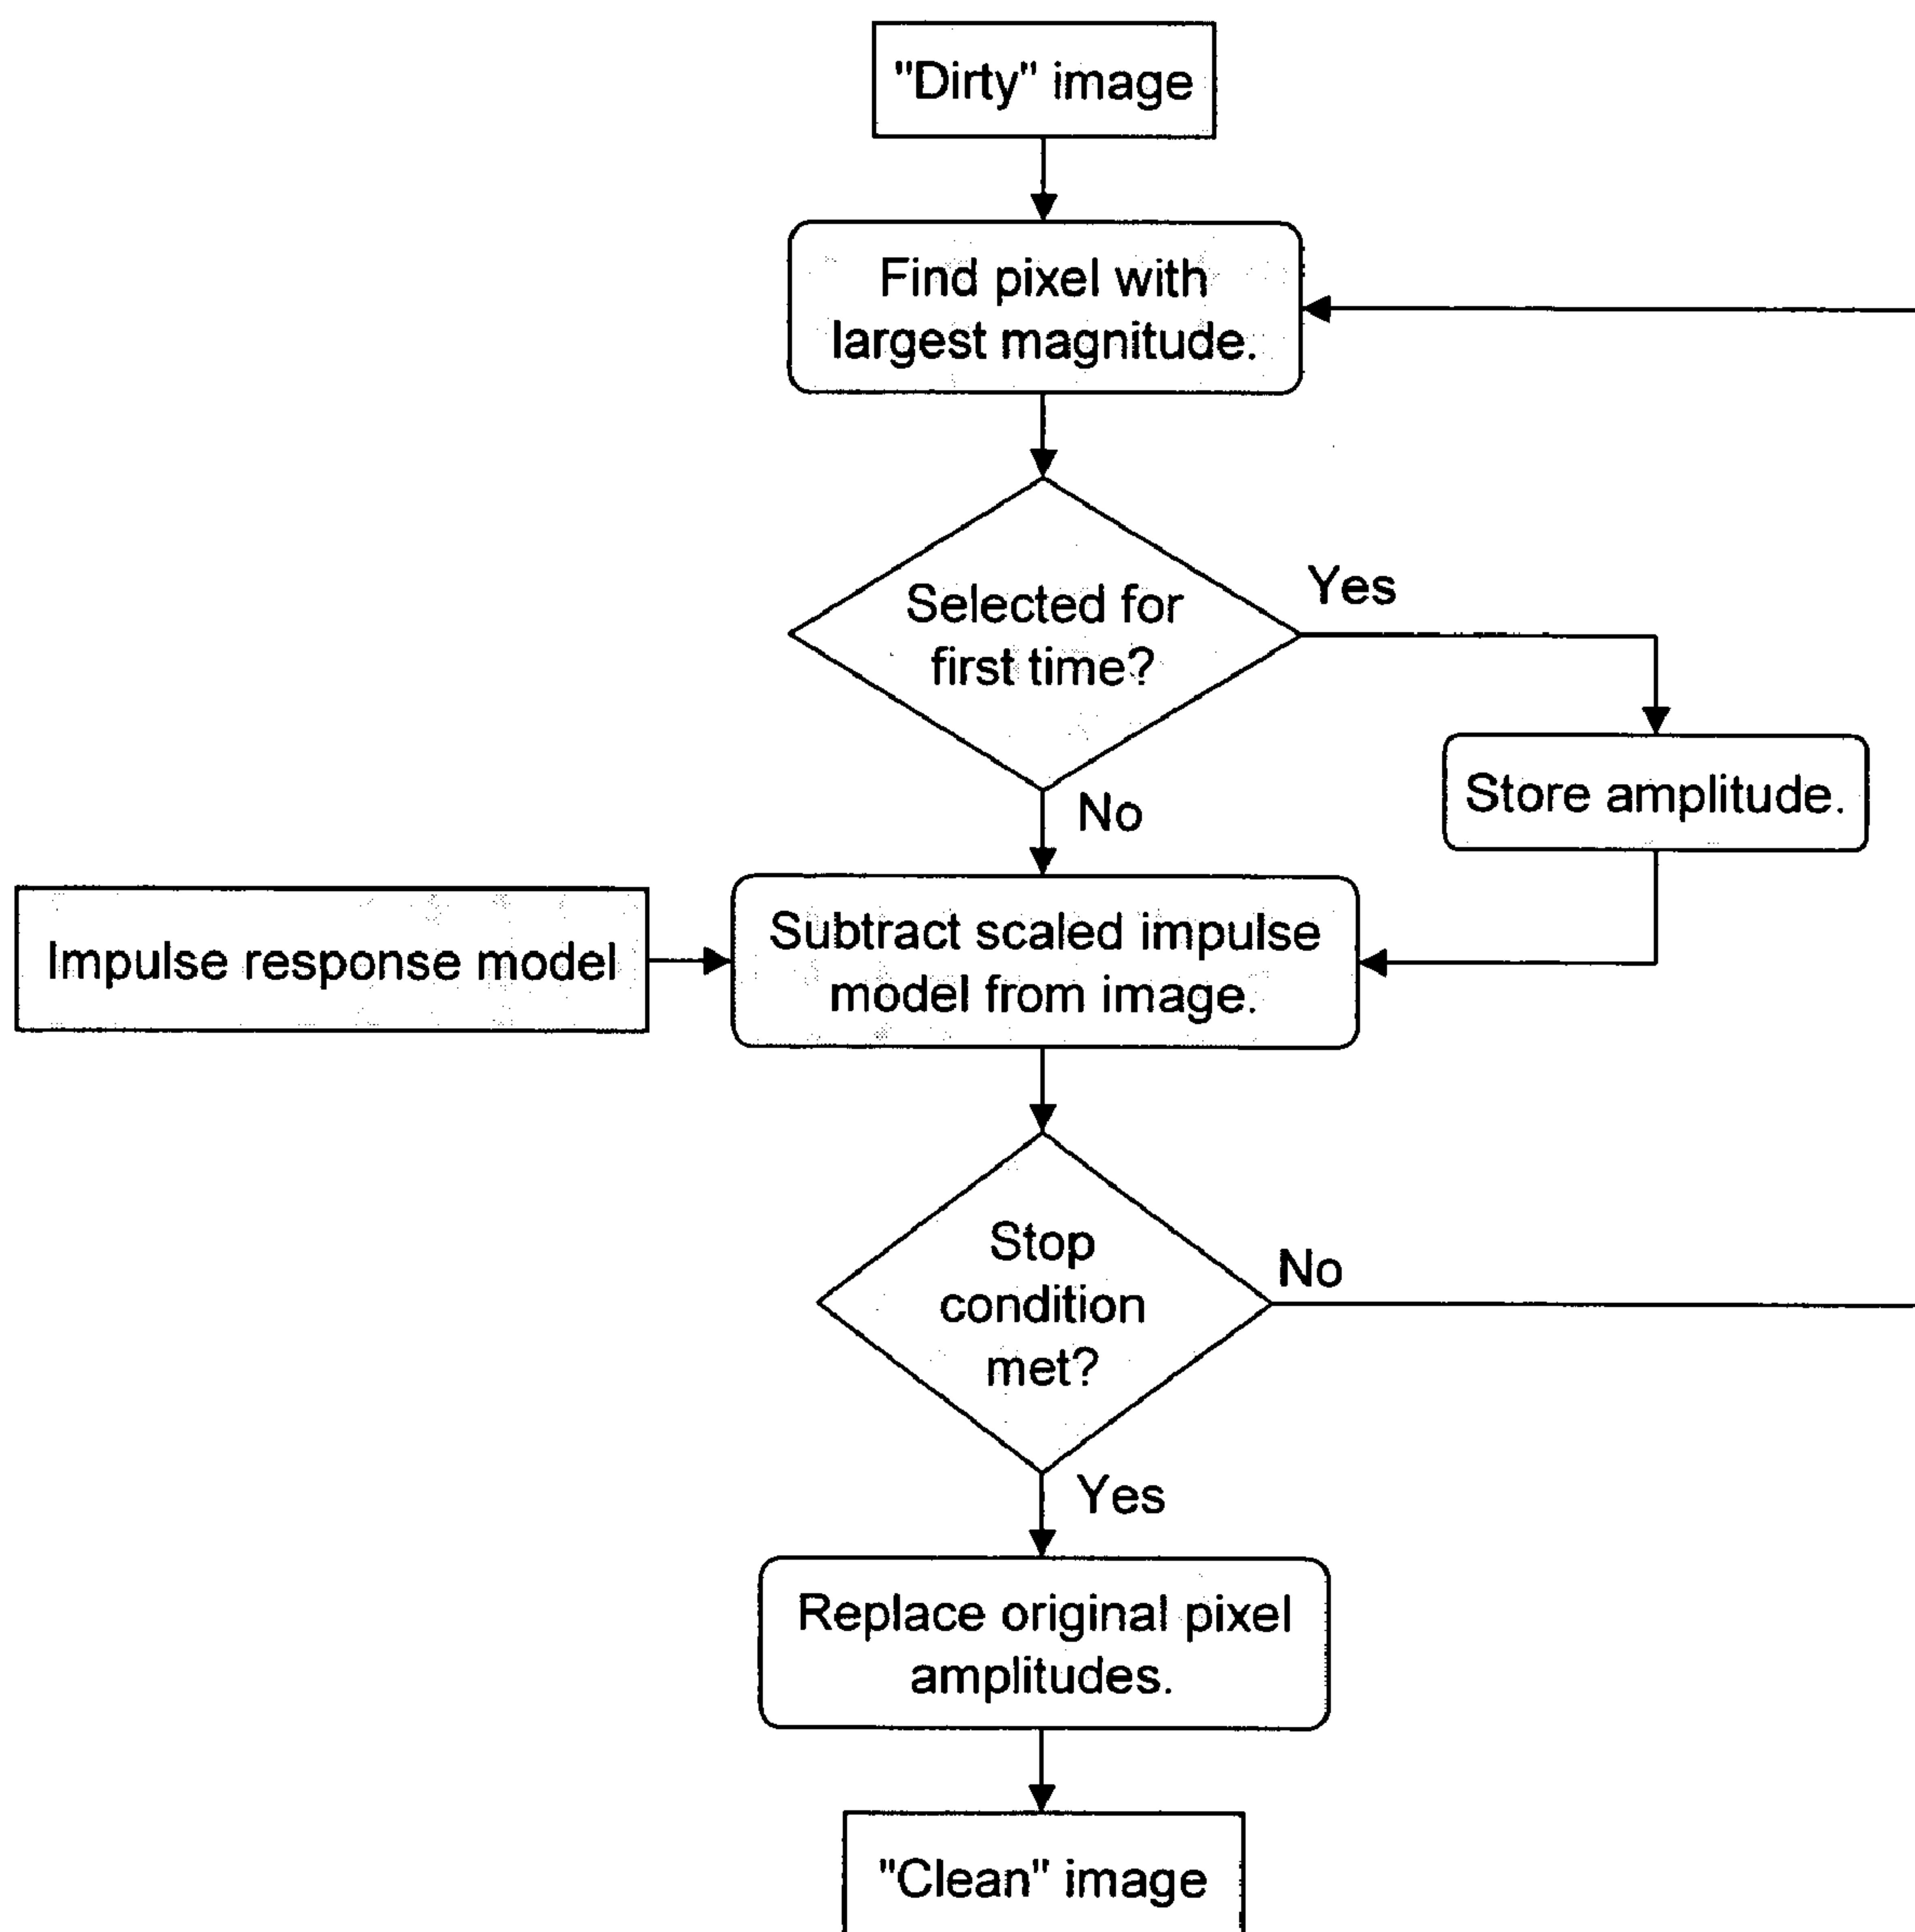 "Dirty" image
Find pixel with
largest magnitude.
Selected for
first time?
Yes
Store amplitude.
No
Impulse response model
Subtract scaled impulse
model from image.
Stop
condition
met?
No
Yes
Replace original pixel
amplitudes.
"Clean" image